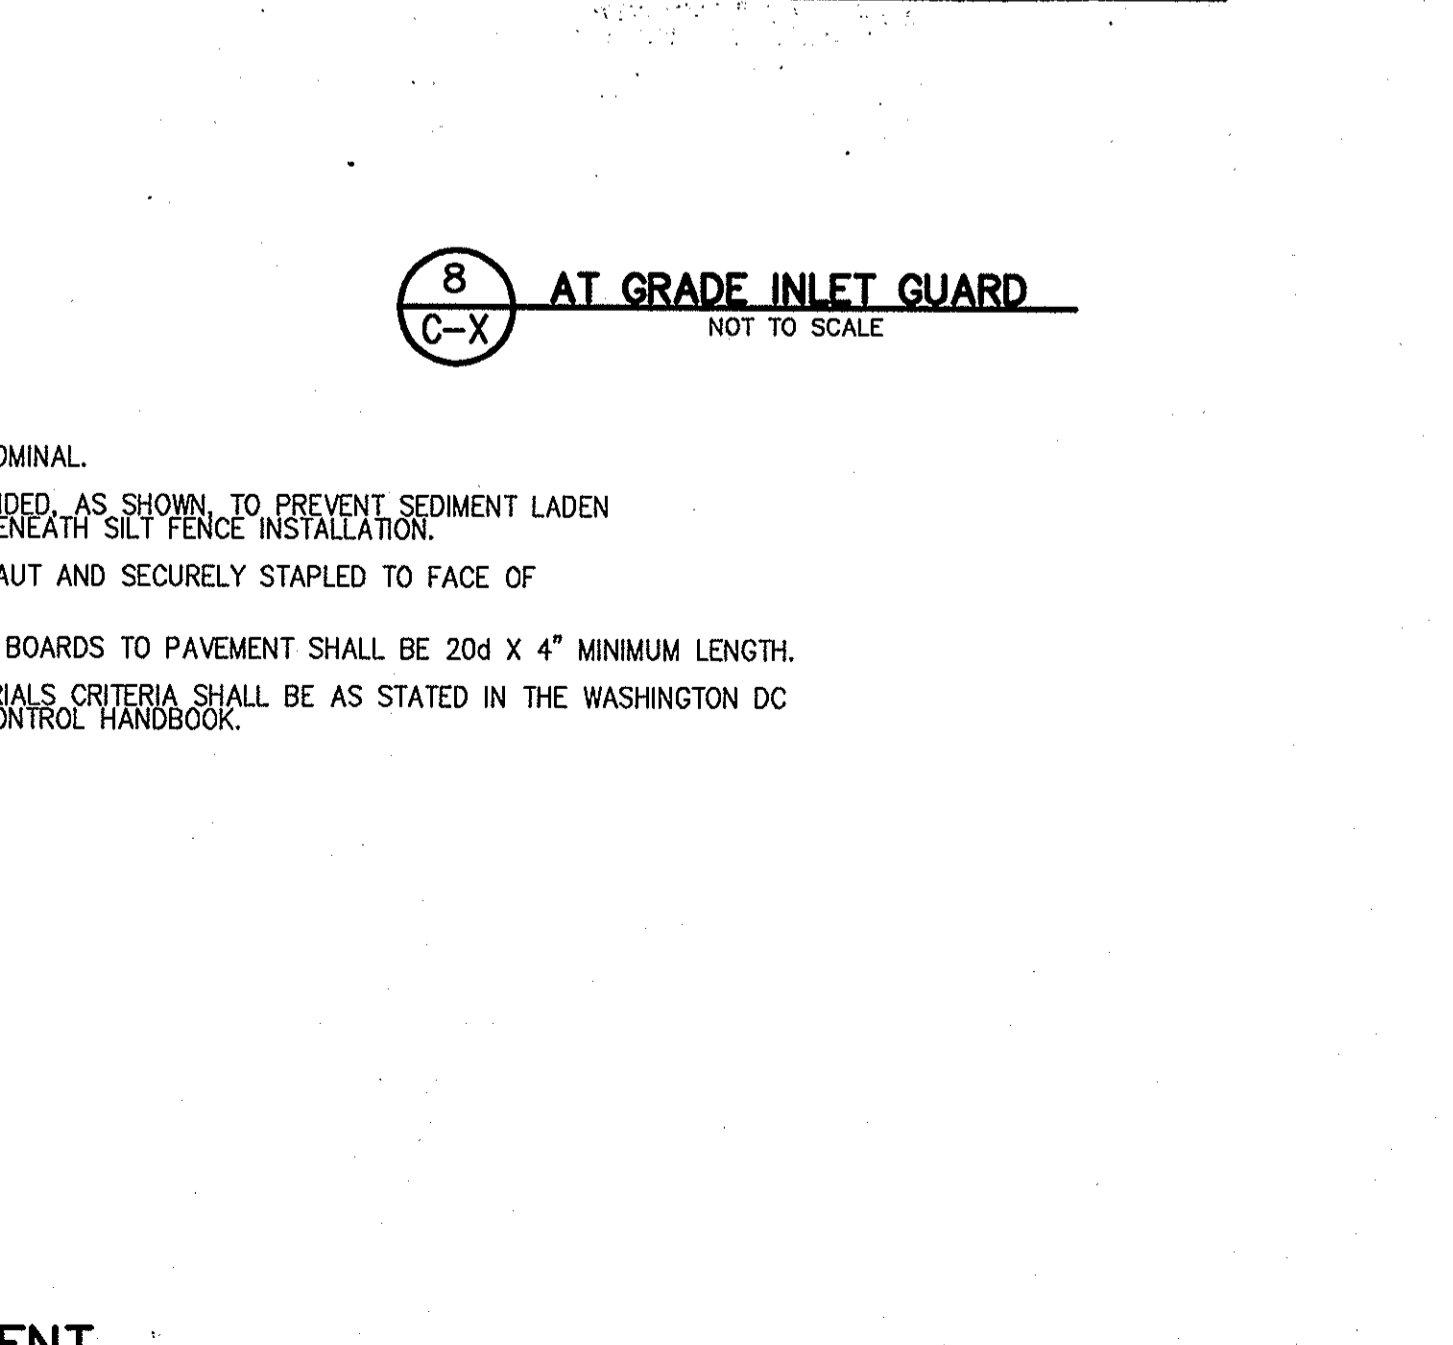 8
C-X
AT GRADE INLET GUARD
NOT TO SCALE
OMINAL.
IDED, AS SHOWN, TO PREVENT SEDIMENT LADEN
ENEATH SILT FENCE INSTALLATION.
AUT AND SECURELY STAPLED TO FACE OF
BOARDS TO PAVEMENT SHALL BE 20d X 4" MINIMUM LENGTH.
RIALS CRITERIA SHALL BE AS STATED IN THE WASHINGTON DC
ONTROL HANDBOOK.
ENT